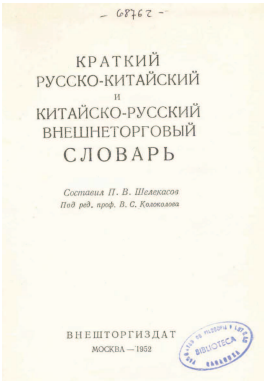 - 68762 -
КРАТКИЙ
РУССКО-КИТАЙСКИЙ
И
КИТАЙСКО-РУССКИЙ
ВНЕШНЕТОРГОВЫЙ
СЛОВАРЬ
Составил П. В. Шелекасов
Под ред. проф. В. С. Колоколова
ВНЕШТОРГИЗДАТ
МОСКВА — 1952
BIBLIOTECA